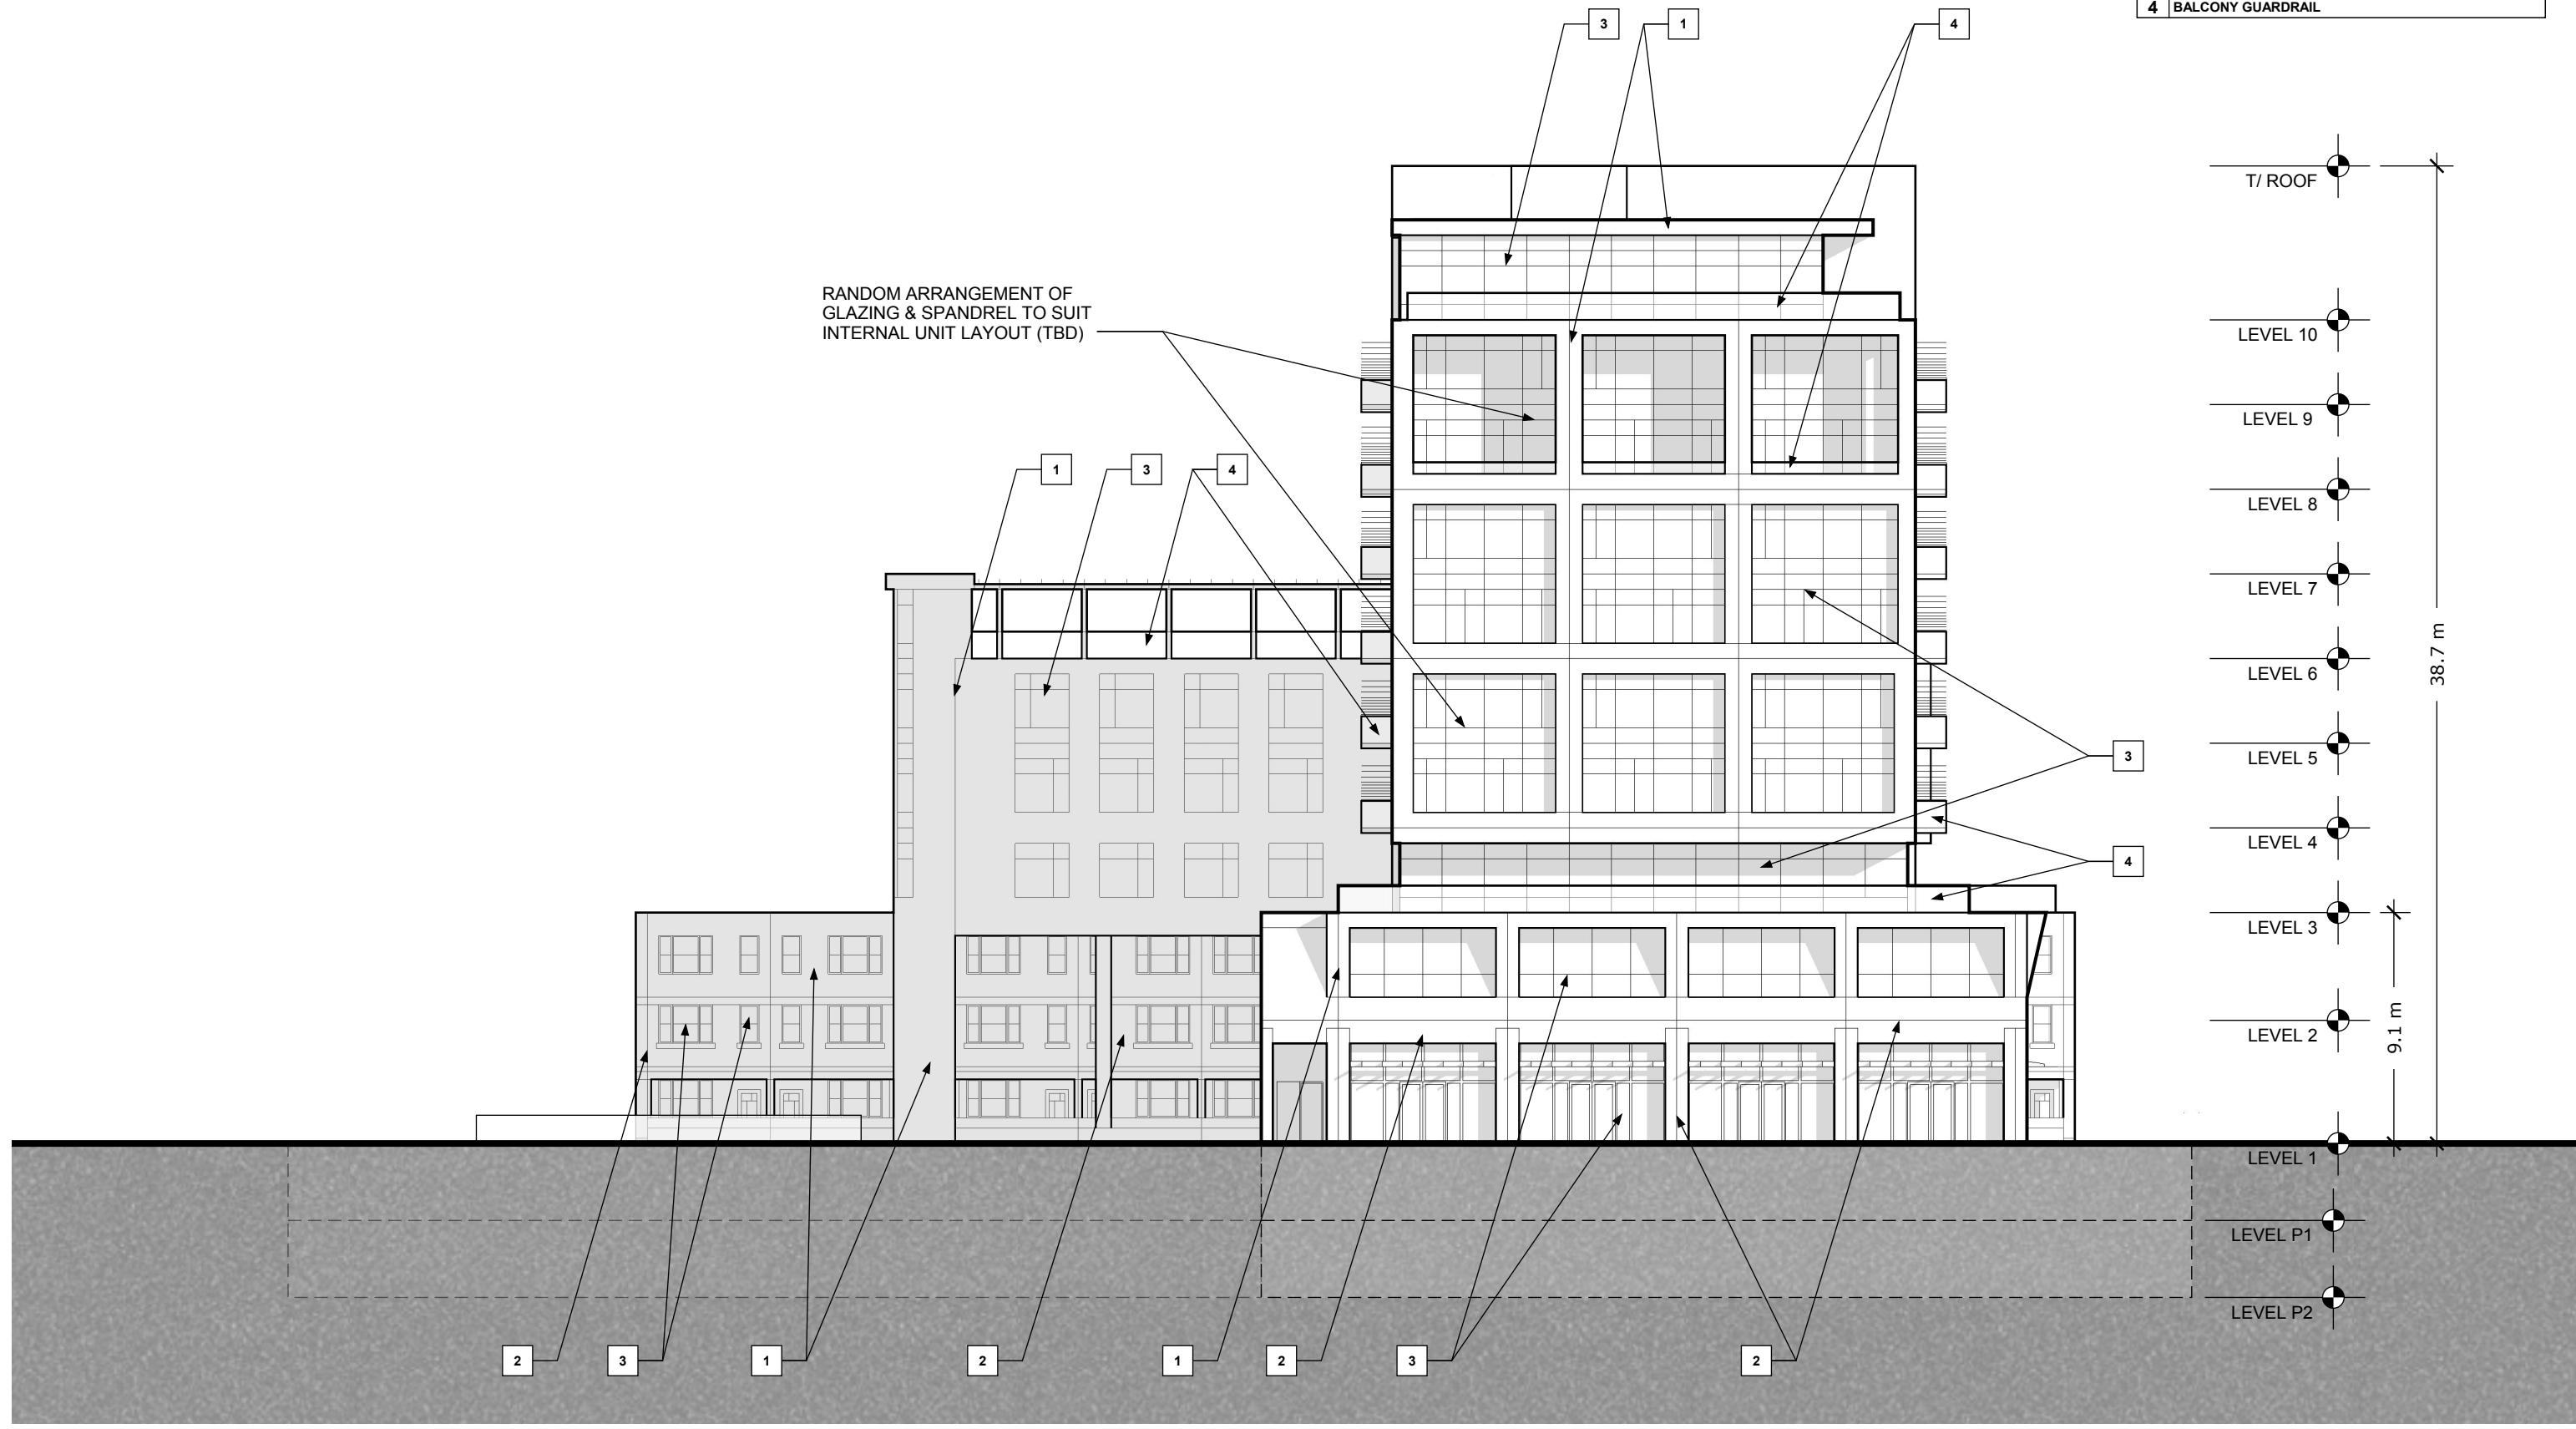 4 BALCONY GUARDRAIL
3 1 4
T/ ROOF
RANDOM ARRANGEMENT OF
GLAZING & SPANDREL TO SUIT
INTERNAL UNIT LAYOUT (TBD)
LEVEL 10
LEVEL 9
1 3 4
LEVEL 8
LEVEL 7
38.7 m
LEVEL 6
3
LEVEL 5
LEVEL 4
4
LEVEL 3
9.1 m
LEVEL 2
LEVEL 1
LEVEL P1
LEVEL P2
2 3 1 2 1 2 3 2